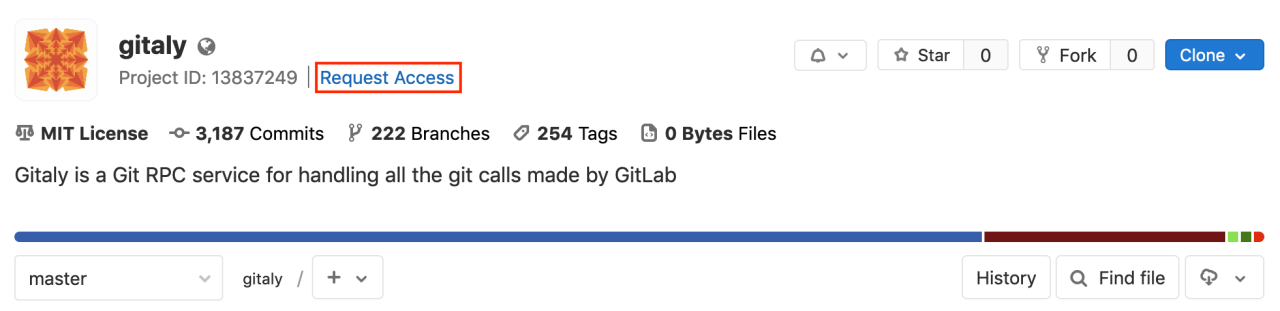 gitaly
Project ID: 13837249 | Request Access
Star 0 Fork 0 Clone
MIT License 3,187 Commits 222 Branches 254 Tags 0 Bytes Files
Gitaly is a Git RPC service for handling all the git calls made by GitLab
master gitaly / + History Find file